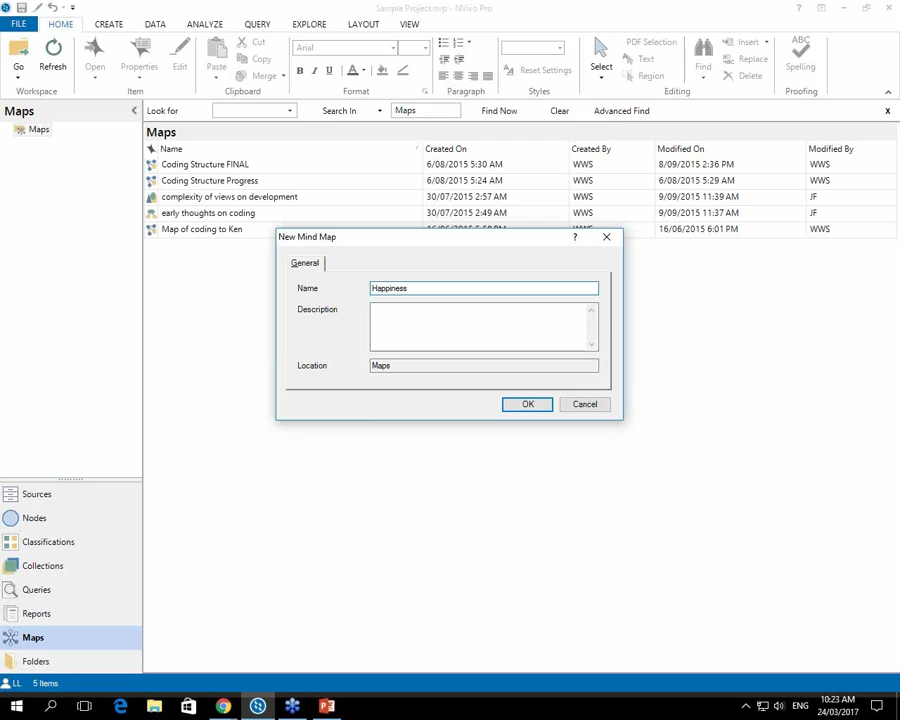 Sample Project.nvp - NVivo Pro
FILE HOME CREATE DATA ANALYZE QUERY EXPLORE LAYOUT VIEW
Go Refresh Open Properties Edit Paste Cut Copy Merge
Arial
B I U A
Reset Settings
Select PDF Selection Text Region Find Insert Replace Delete ABC Spelling
Workspace Item Clipboard Format Paragraph Styles Editing Proofing
Maps
Look for Search In Maps Find Now Clear Advanced Find x
Maps
Maps
Name Created On Created By Modified On Modified By
Coding Structure FINAL 6/08/2015 5:30 AM WWS 8/09/2015 2:36 PM WWS
Coding Structure Progress 6/08/2015 5:24 AM WWS 6/08/2015 5:29 AM WWS
complexity of views on development 30/07/2015 2:57 AM WWS 9/09/2015 11:39 AM JF
early thoughts on coding 30/07/2015 2:49 AM WWS 9/09/2015 11:37 AM JF
Map of coding to Ken 16/06/2015 6:01 PM WWS
New Mind Map ?
General
Name Happiness
Description
Location Maps
OK Cancel
Sources
Nodes
Classifications
Collections
Queries
Reports
Maps
Folders
LL 5 Items
ENG
10:23 AM
24/03/2017